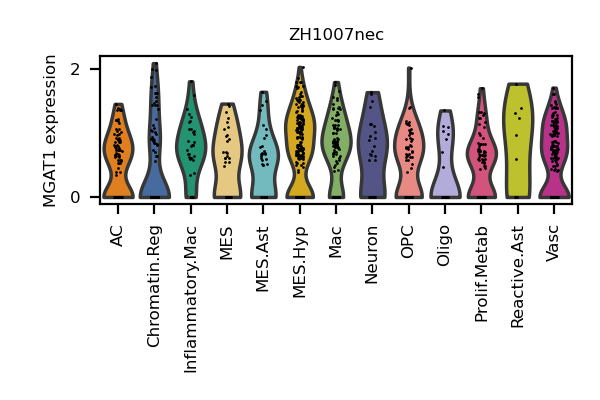 ZH1007nec
MGAT1 expression
2
0
AC
Chromatin.Reg
Inflammatory.Mac
MES
MES.Ast
MES.Hyp
Mac
Neuron
OPC
Oligo
Prolif.Metab
Reactive.Ast
Vasc